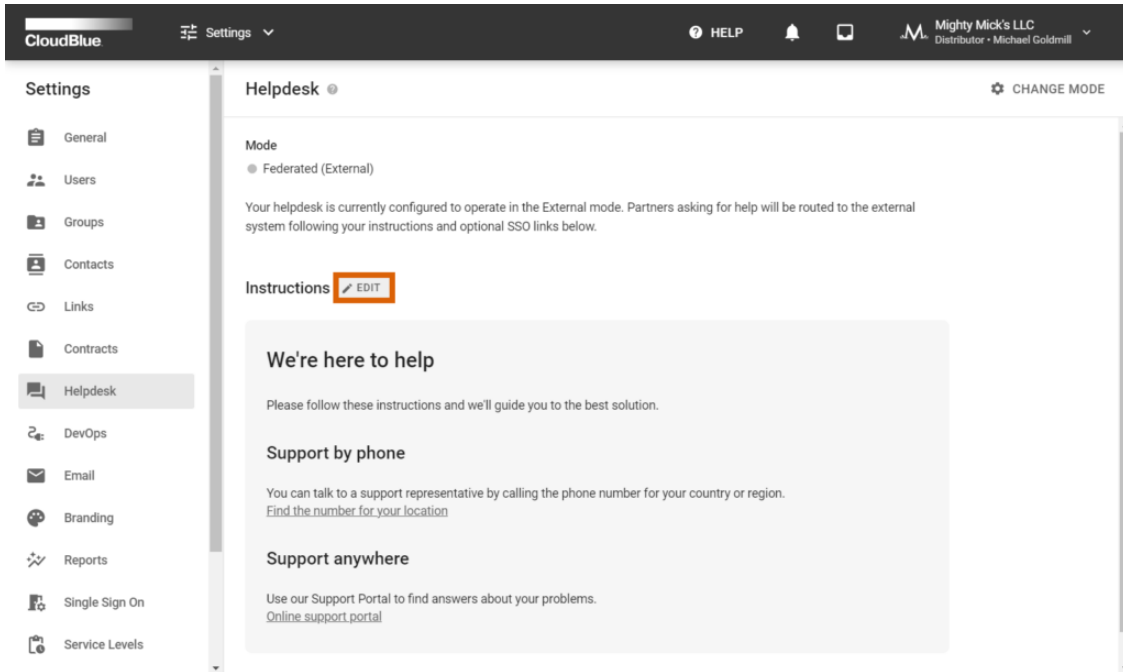 CloudBlue
Settings
HELP
Mighty Mick's LLC
Distributor • Michael Goldmill
Settings
General
Users
Groups
Contacts
Links
Contracts
Helpdesk
DevOps
Email
Branding
Reports
Single Sign On
Service Levels
Helpdesk
CHANGE MODE
Mode
Federated (External)
Your helpdesk is currently configured to operate in the External mode. Partners asking for help will be routed to the external
system following your instructions and optional SSO links below.
Instructions EDIT
We're here to help
Please follow these instructions and we'll guide you to the best solution.
Support by phone
You can talk to a support representative by calling the phone number for your country or region.
Find the number for your location
Support anywhere
Use our Support Portal to find answers about your problems.
Online support portal